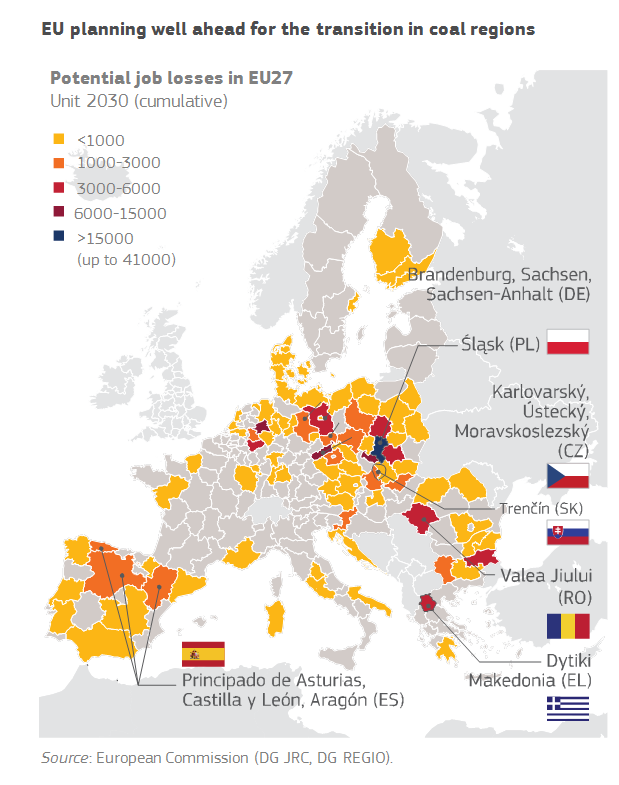 EU planning well ahead for the transition in coal regions
Potential job losses in EU27
Unit 2030 (cumulative)
<1000
1000-3000
3000-6000
6000-15000
>15000
(up to 41000)
Brandenburg, Sachsen,
Sachsen-Anhalt (DE)
Śląsk (PL)
Karlovarský,
Ústecký,
Moravskoslezský
(CZ)
Trenčín (SK)
Valea Jiului
(RO)
Dytiki
Makedonia (EL)
Principado de Asturias,
Castilla y León, Aragón (ES)
Source: European Commission (DG JRC, DG REGIO).